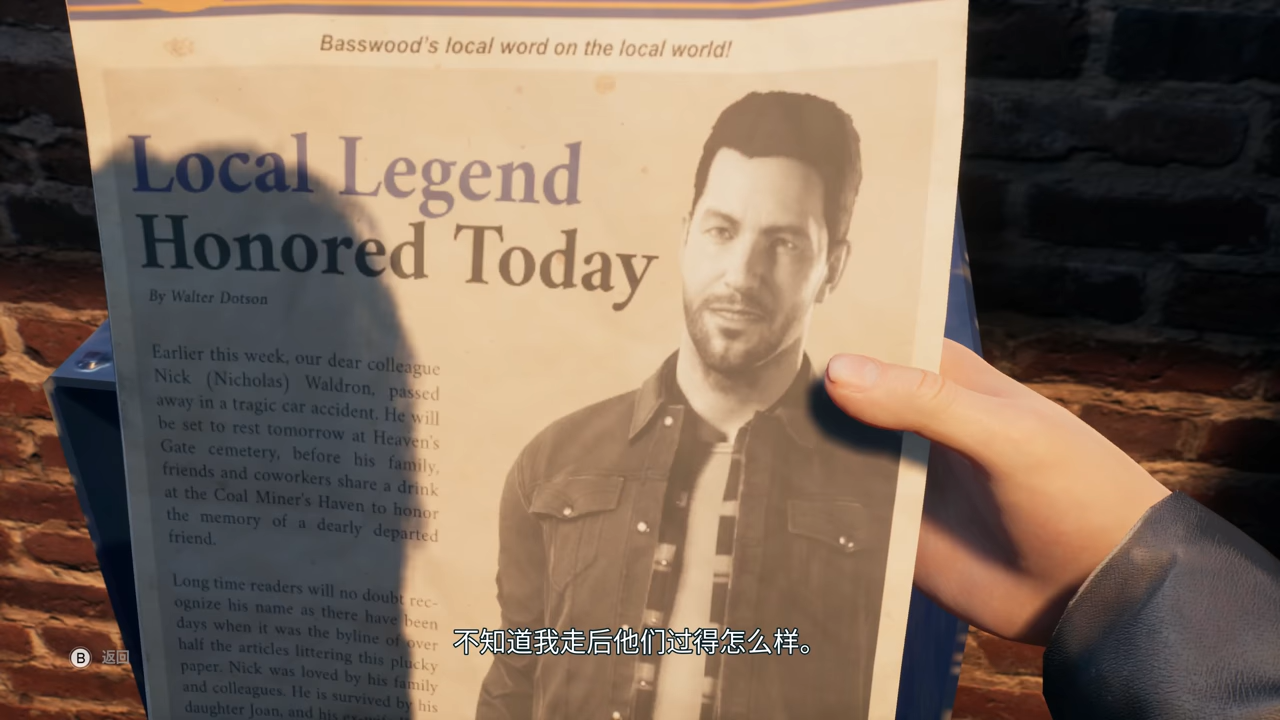 Basswood's local word on the local world!
Local Legend
Honored Today
By Walter Dotson
Earlier this week, our dear colleague
Nick (Nicholas) Waldron, passed
away in a tragic car accident. He will
be set to rest tomorrow at Heaven's
Gate cemetery, before his family,
friends and coworkers share a drink
at the Coal Miner's Haven to honor
the memory of a dearly departed
friend.
Long time readers will no doubt rec-
ognize his name as there have been
days when it was the byline of over
half the articles littering this plucky
paper. Nick was loved by his family
and colleagues. He is survived by his
daughter Joan, and his
不知道我走后他们过得怎么样。
B 返回